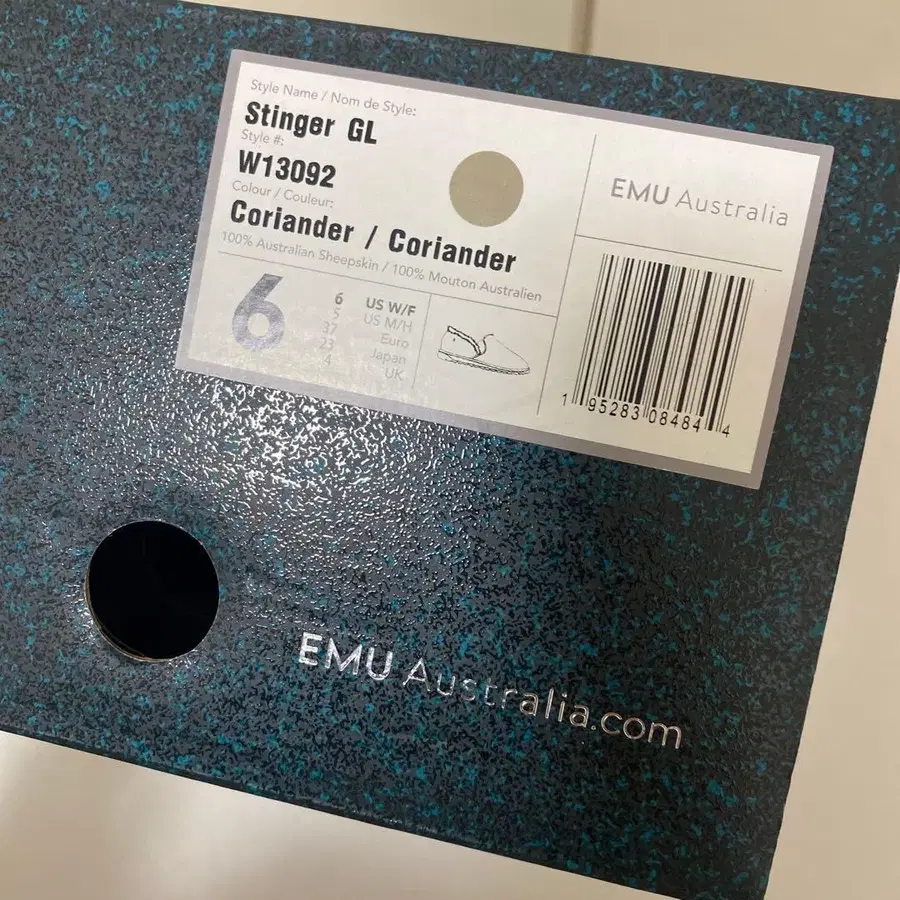 Style Name / Nom de Style:
Stinger GL
Style #:
W13092
Colour / Couleur:
Coriander / Coriander
100% Australian Sheepskin / 100% Mouton Australien
6
6 US W/F
5 US M/H
37 Euro
23 Japan
4 UK
EMU Australia
1 95283 08484 4
EMU Australia.com